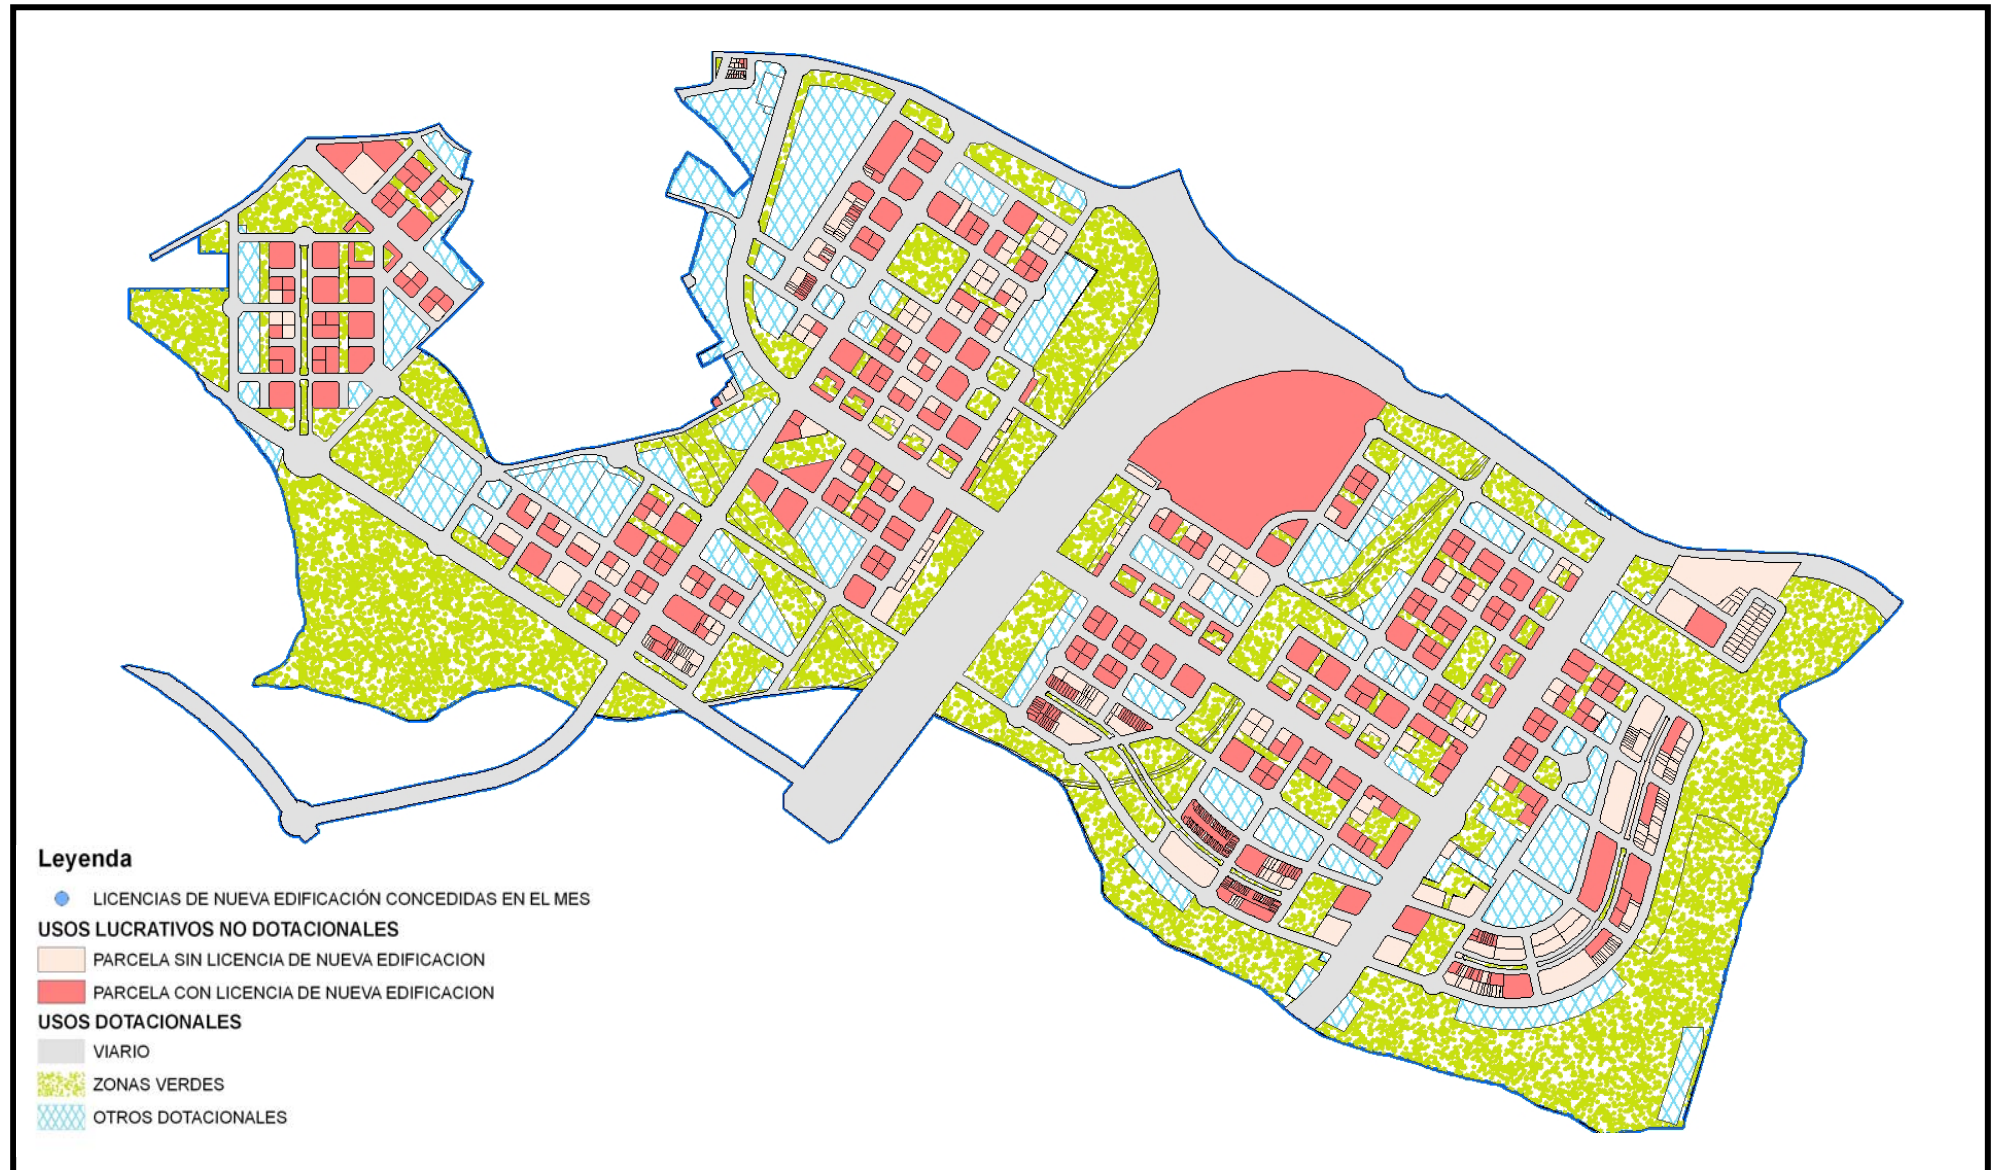 Leyenda
LICENCIAS DE NUEVA EDIFICACIÓN CONCEDIDAS EN EL MES
USOS LUCRATIVOS NO DOTACIONALES
PARCELA SIN LICENCIA DE NUEVA EDIFICACION
PARCELA CON LICENCIA DE NUEVA EDIFICACION
USOS DOTACIONALES
VIARIO
ZONAS VERDES
OTROS DOTACIONALES